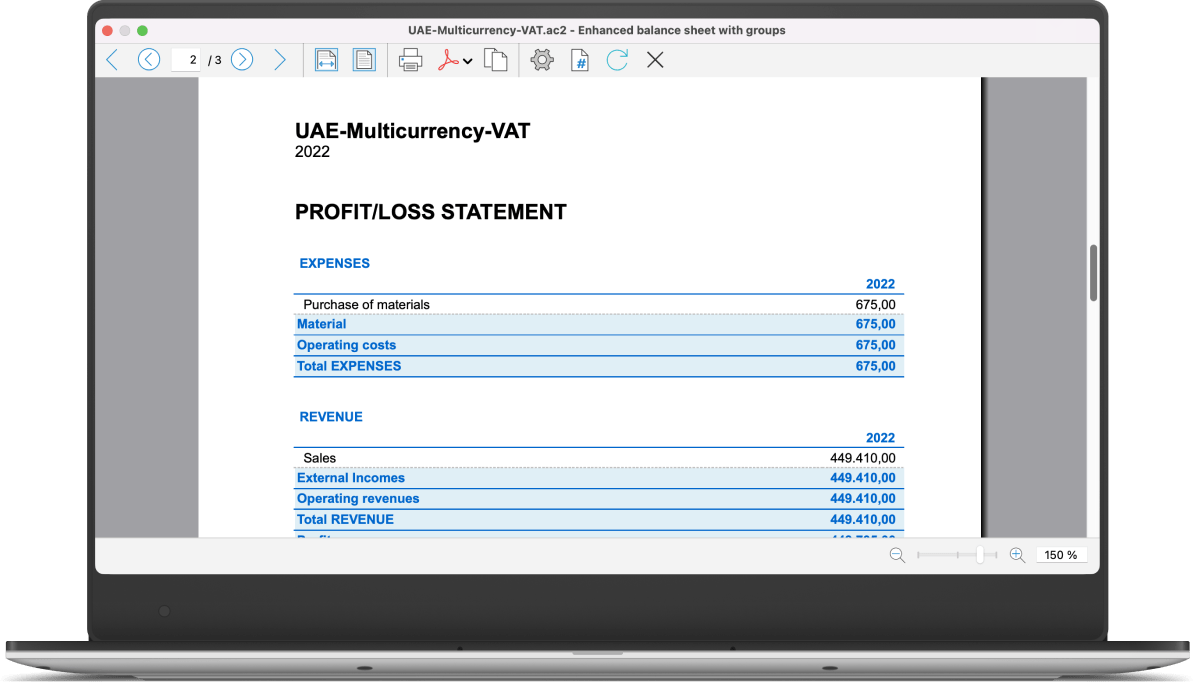 UAE-Multicurrency-VAT.ac2 - Enhanced balance sheet with groups
2 / 3
#
UAE-Multicurrency-VAT
2022
PROFIT/LOSS STATEMENT
EXPENSES
2022
Purchase of materials 675,00
Material 675,00
Operating costs 675,00
Total EXPENSES 675,00
REVENUE
2022
Sales 449.410,00
External Incomes 449.410,00
Operating revenues 449.410,00
Total REVENUE 449.410,00
150 %